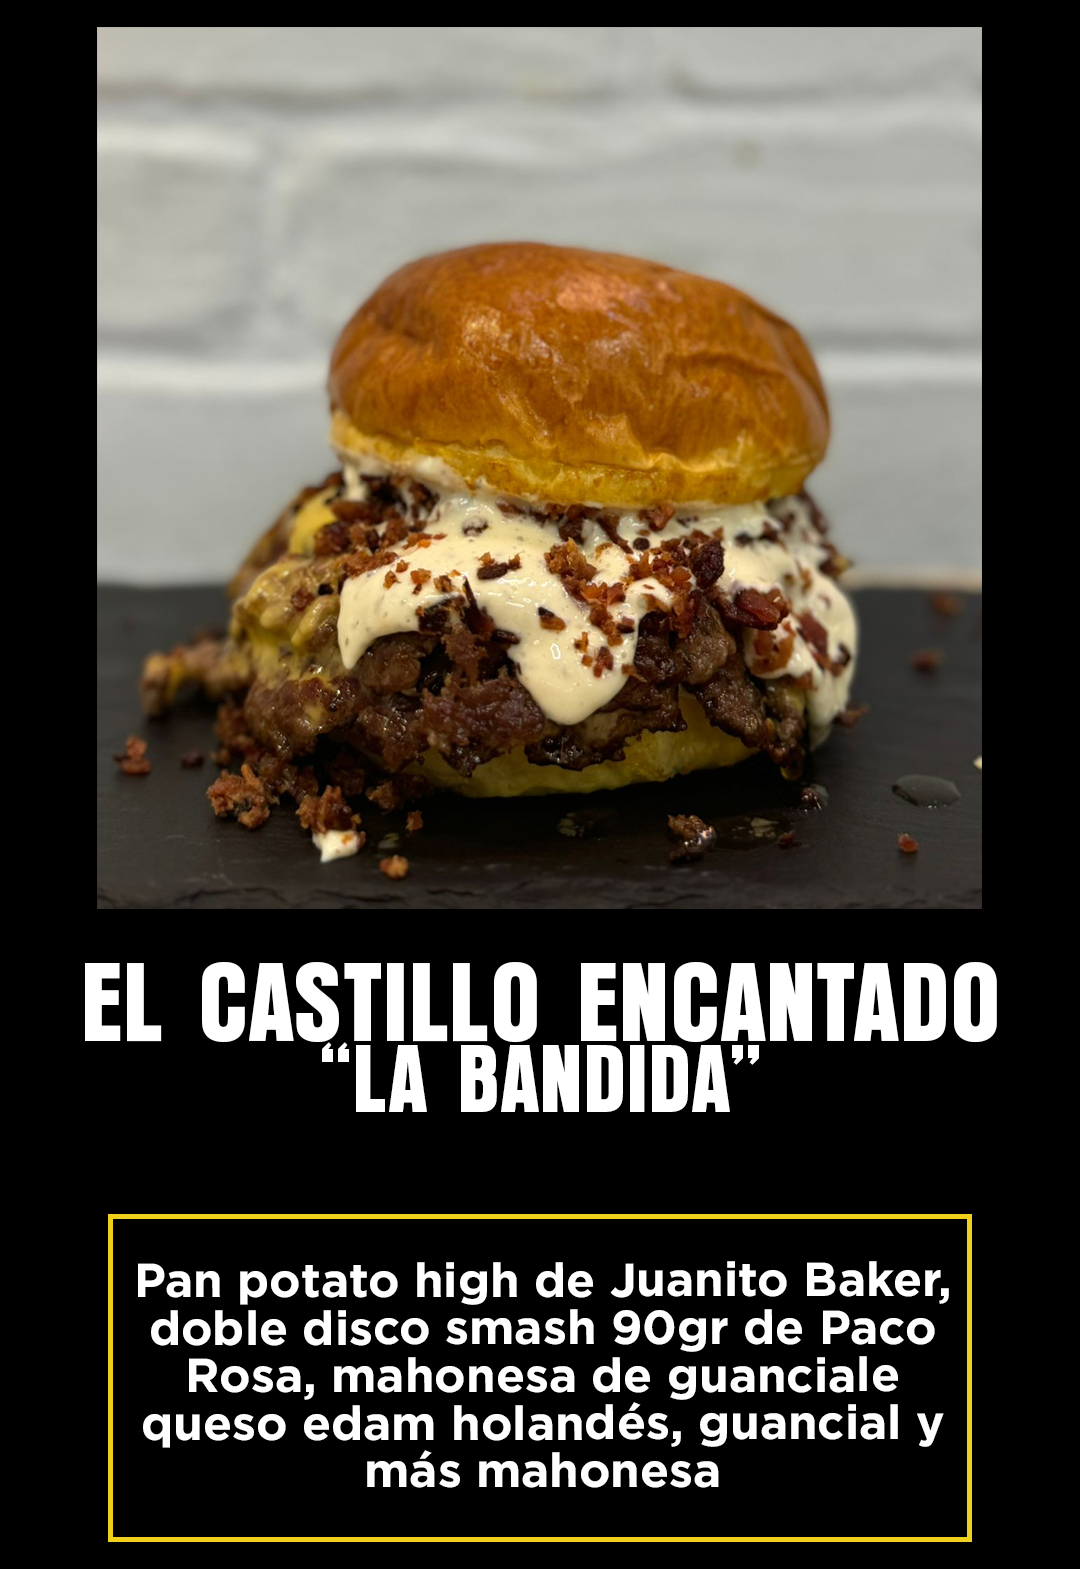 EL CASTILLO ENCANTADO
“LA BANDIDA”
Pan potato high de Juanito Baker,
doble disco smash 90gr de Paco
Rosa, mahonesa de guanciale
queso edam holandés, guancial y
más mahonesa